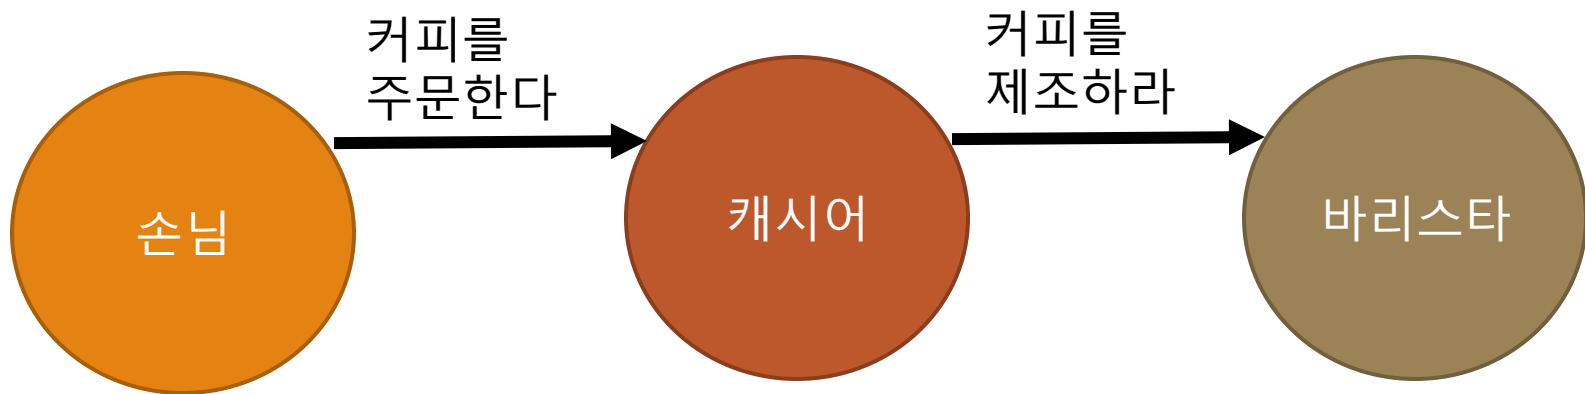 커피를
주문한다
커피를
제조하라
손님
캐시어
바리스타